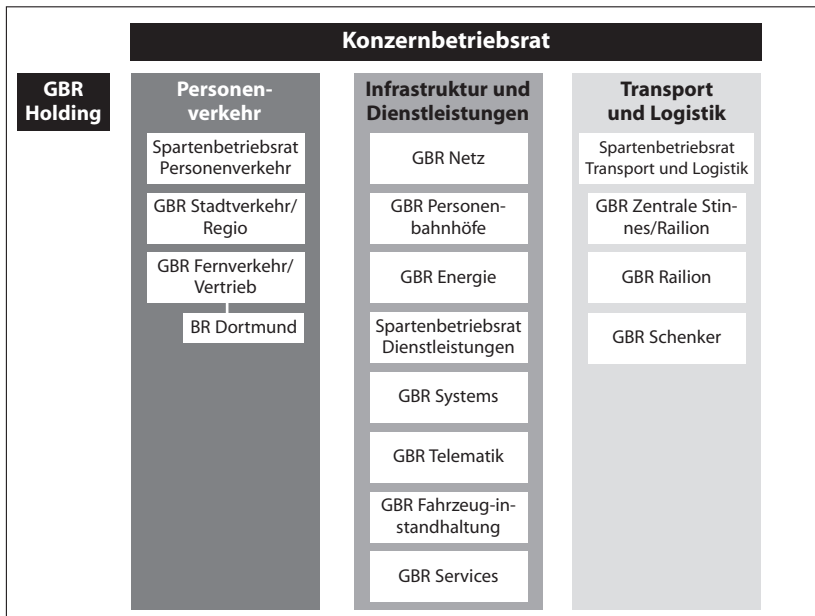 Konzernbetriebsrat
GBR
Holding
Personen-
verkehr
Spartenbetriebsrat
Personenverkehr
GBR Stadtverkehr/
Regio
GBR Fernverkehr/
Vertrieb
BR Dortmund
Infrastruktur und
Dienstleistungen
GBR Netz
GBR Personen-
bahnhöfe
GBR Energie
Spartenbetriebsrat
Dienstleistungen
GBR Systems
GBR Telematik
GBR Fahrzeug-in-
standhaltung
GBR Services
Transport
und Logistik
Spartenbetriebsrat
Transport und Logistik
GBR Zentrale Stin-
nes/Railion
GBR Railion
GBR Schenker